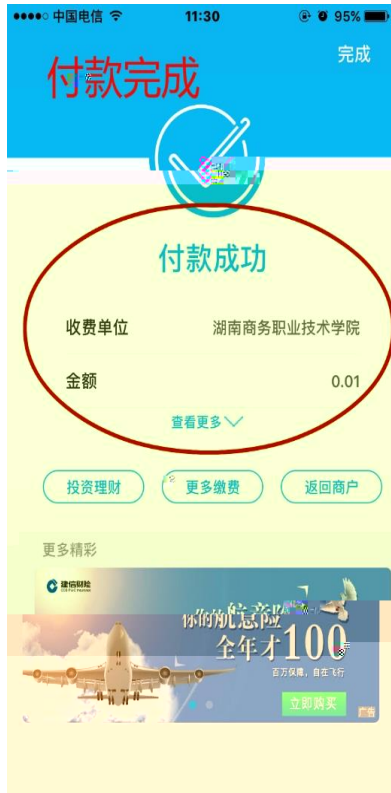 中国电信 11:30 95%
完成
付款完成
付款成功
收费单位 湖南商务职业技术学院
金额 0.01
查看更多
投资理财 更多缴费 返回商户
更多精彩
建信财险
你的航意险
全年才100
百万保障，自在飞行
立即购买
广告